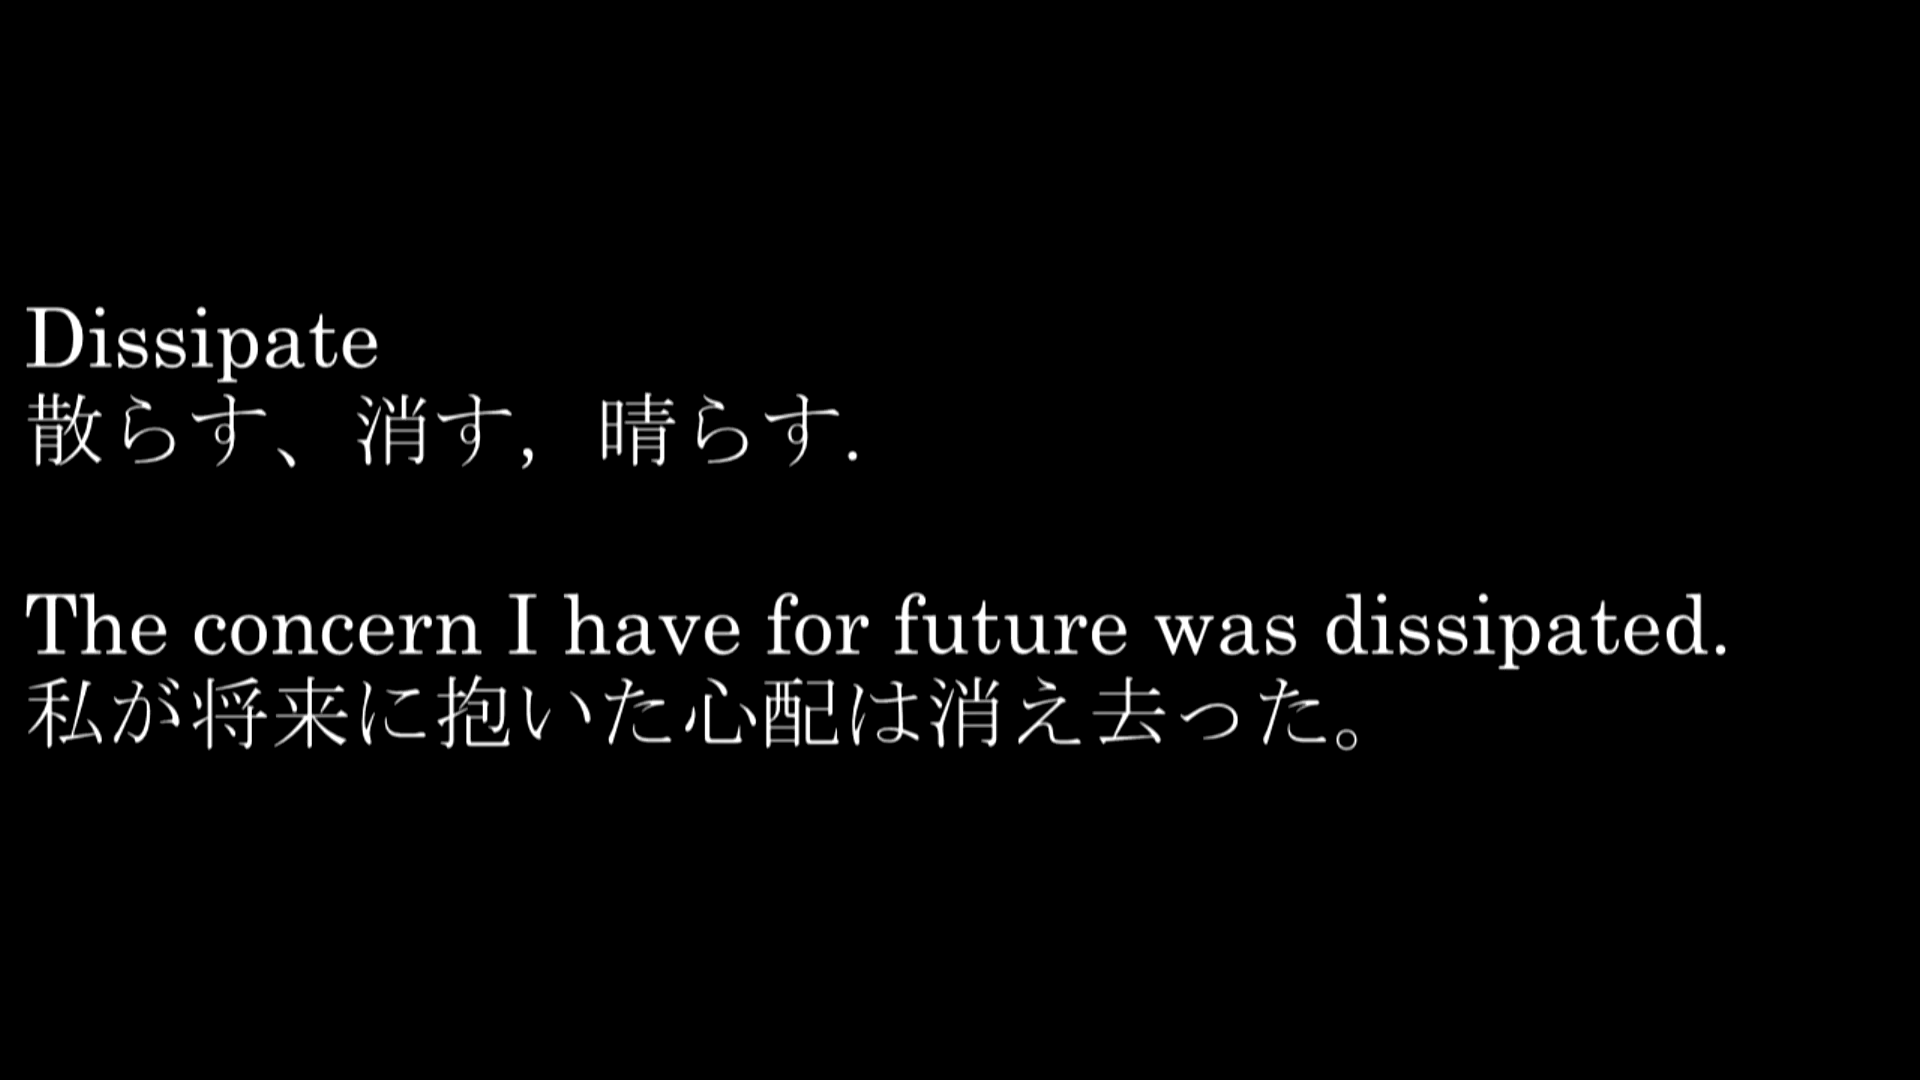 Dissipate
散らす、消す, 晴らす.
The concern I have for future was dissipated.
私が将来に抱いた心配は消え去った。